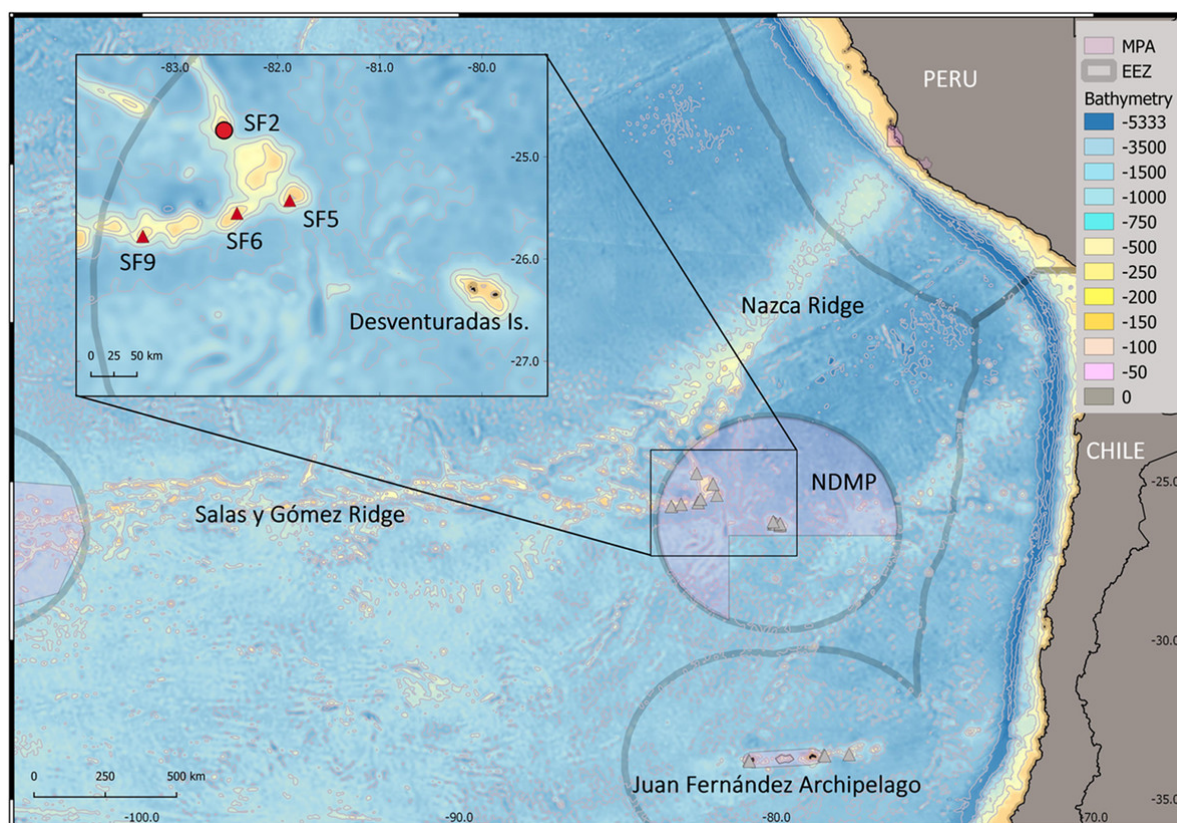 -83.0
-82.0
-81.0
-80.0
SF2
-25.0
SF5
SF6
SF9
-26.0
Desventuradas Is.
0 25 50 km
-27.0
PERU
MPA
EEZ
Bathymetry
-5333
-3500
-1500
-1000
-750
-500
-250
-200
-150
-100
-50
0
Nazca Ridge
CHILE
NDMP
-25.0
Salas y Gómez Ridge
-30.0
0 250 500 km
Juan Fernández Archipelago
-35.0
-100.0
-90.0
-80.0
-70.0